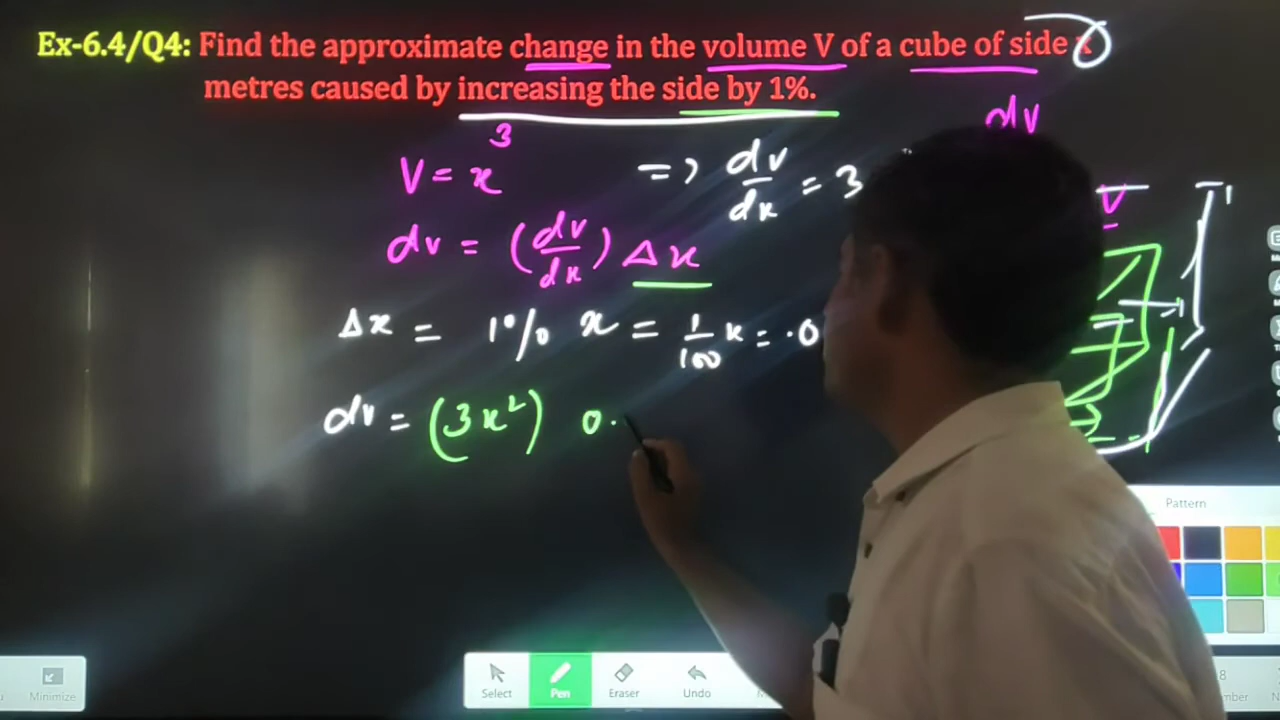 Ex-6.4/Q4: Find the approximate change in the volume V of a cube of side x
metres caused by increasing the side by 1%.
dv
V = x³ => dv/dx = 3
V
dv = (dv/dx) Δx
Δx = 1% x = 1/100 x = .0
dv = (3x²) 0.
Pattern
Minimize
Select
Pen
Eraser
Undo